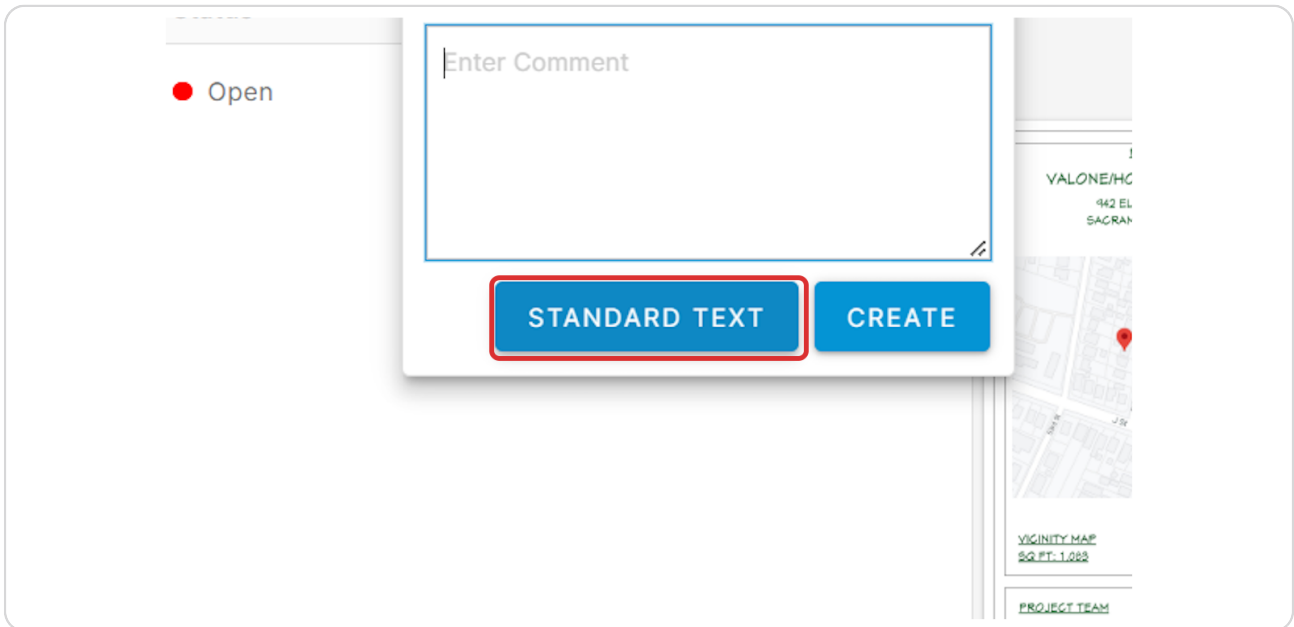 Enter Comment
Open
VALONE/HO
942 EL
SACRAM
STANDARD TEXT
CREATE
J St
VICINITY MAP
SQ FT: 1,083
PROJECT TEAM